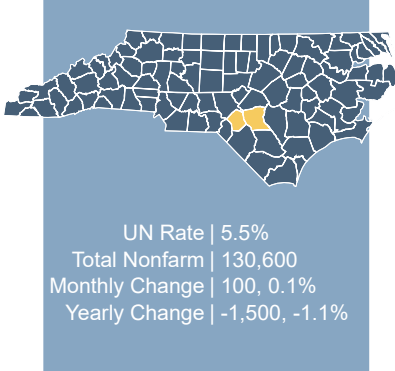 UN Rate | 5.5%
Total Nonfarm | 130,600
Monthly Change | 100, 0.1%
Yearly Change | -1,500, -1.1%